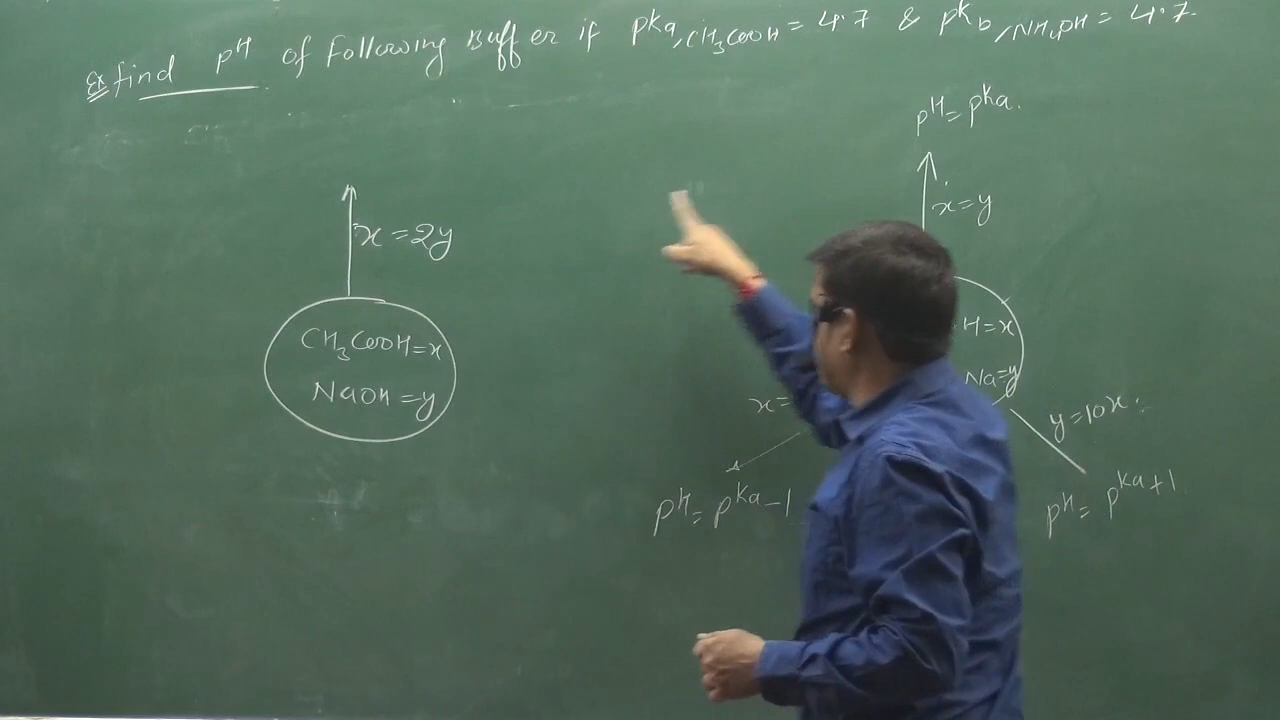 Ex find pH of Following Buffer if pka,CH3COOH = 4.7 & pkb,NH4OH = 4.7
pH = pka.
x = y
x = 2y
CH3COOH = x
NaOH = y
H = x
Na = y
x =
y = 10x
pH = pka - 1
pH = pka + 1